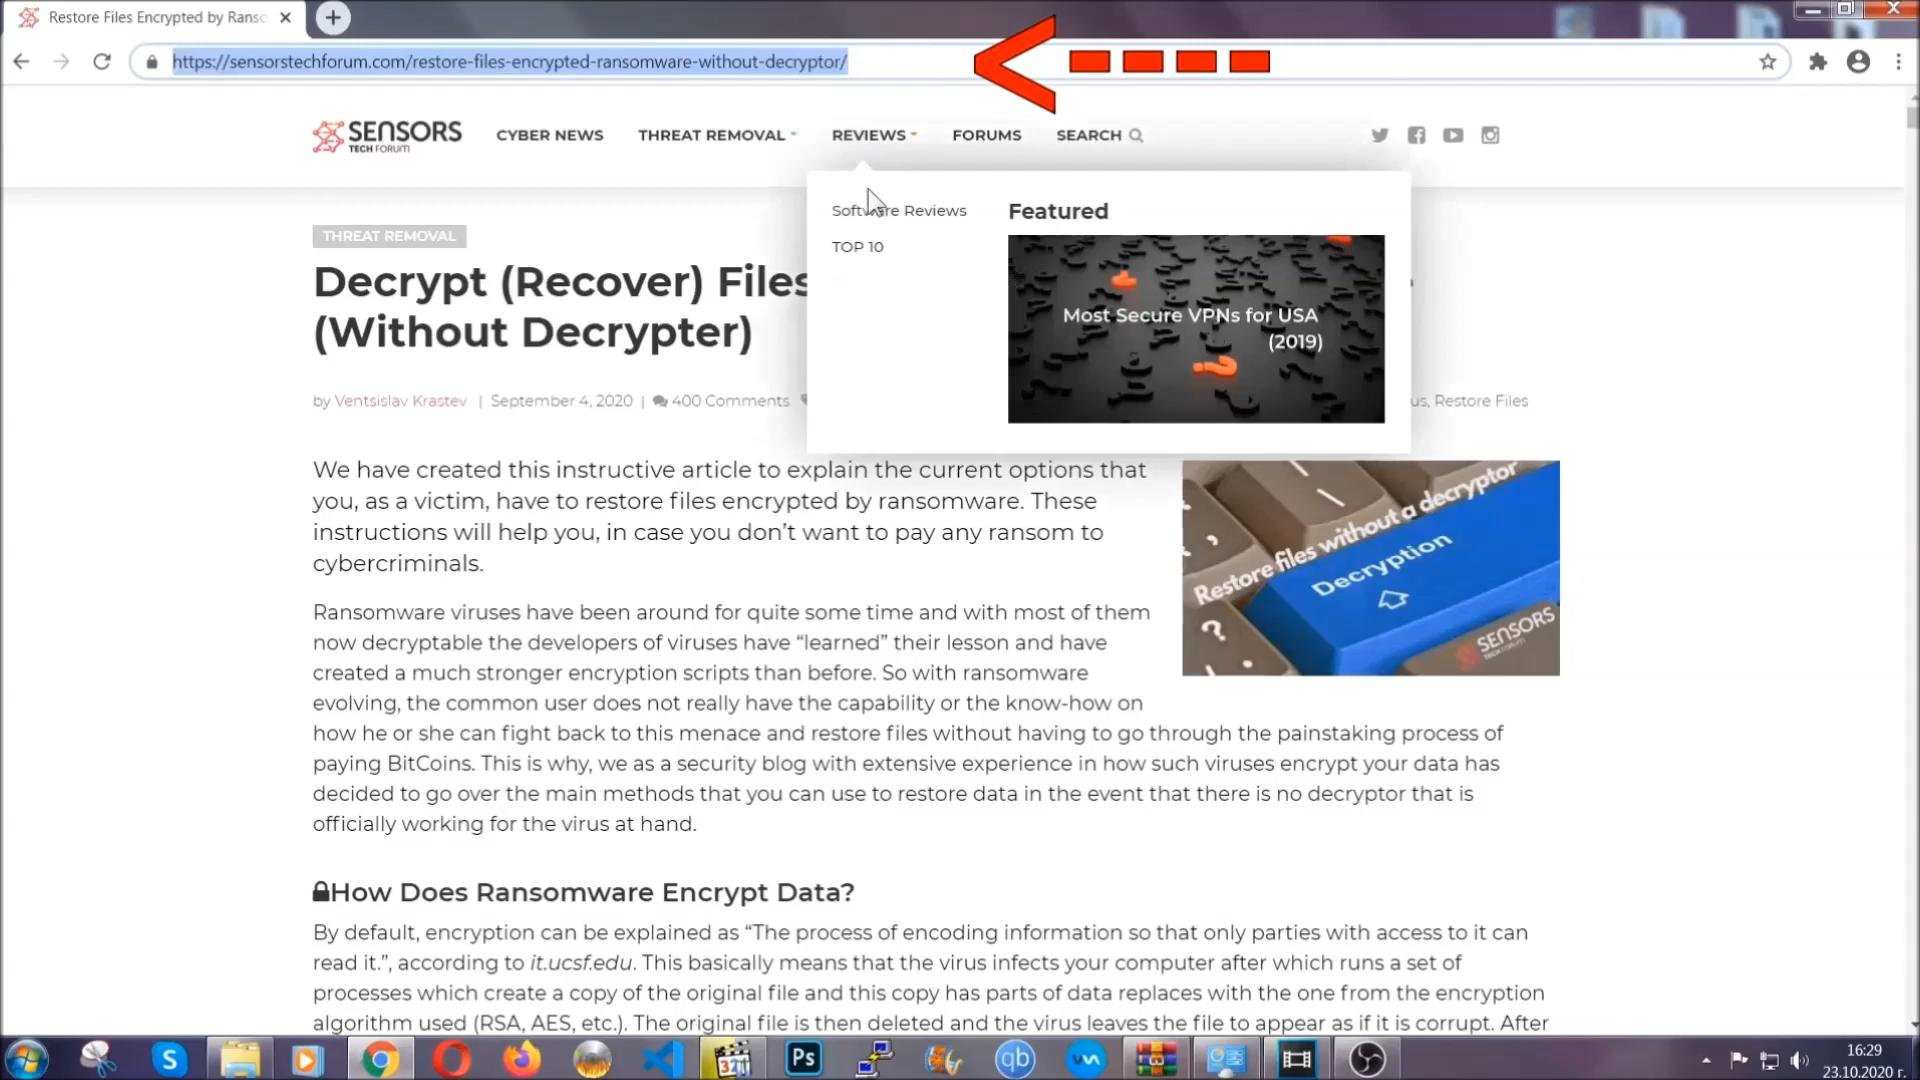 Restore Files Encrypted by Ranso
https://sensorstechforum.com/restore-files-encrypted-ransomware-without-decryptor/
SENSORS
TECH FORUM
CYBER NEWS
THREAT REMOVAL
REVIEWS
FORUMS
SEARCH
Software Reviews
TOP 10
Featured
Most Secure VPNs for USA
(2019)
THREAT REMOVAL
Decrypt (Recover) Files
(Without Decrypter)
by Ventsislav Krastev | September 4, 2020 | 400 Comments
us, Restore Files
We have created this instructive article to explain the current options that
you, as a victim, have to restore files encrypted by ransomware. These
instructions will help you, in case you don’t want to pay any ransom to
cybercriminals.
Restore files without a decryptor
Decryption
SENSORS
TECH FORUM
Ransomware viruses have been around for quite some time and with most of them
now decryptable the developers of viruses have “learned” their lesson and have
created a much stronger encryption scripts than before. So with ransomware
evolving, the common user does not really have the capability or the know-how on
how he or she can fight back to this menace and restore files without having to go through the painstaking process of
paying BitCoins. This is why, we as a security blog with extensive experience in how such viruses encrypt your data has
decided to go over the main methods that you can use to restore data in the event that there is no decryptor that is
officially working for the virus at hand.
How Does Ransomware Encrypt Data?
By default, encryption can be explained as “The process of encoding information so that only parties with access to it can
read it.”, according to it.ucsf.edu. This basically means that the virus infects your computer after which runs a set of
processes which create a copy of the original file and this copy has parts of data replaces with the one from the encryption
algorithm used (RSA, AES, etc.). The original file is then deleted and the virus leaves the file to appear as if it is corrupt. After
S
321
Ps
qb
16:29
23.10.2020 г.